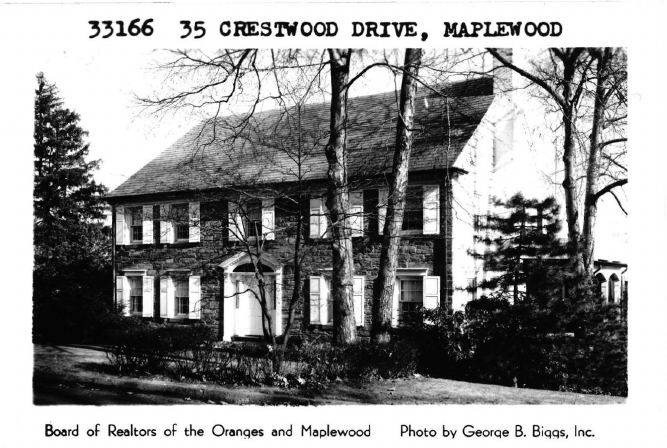 33166 35 CRESTWOOD DRIVE, MAPLEWOOD
Board of Realtors of the Oranges and Maplewood Photo by George B. Biggs, Inc.